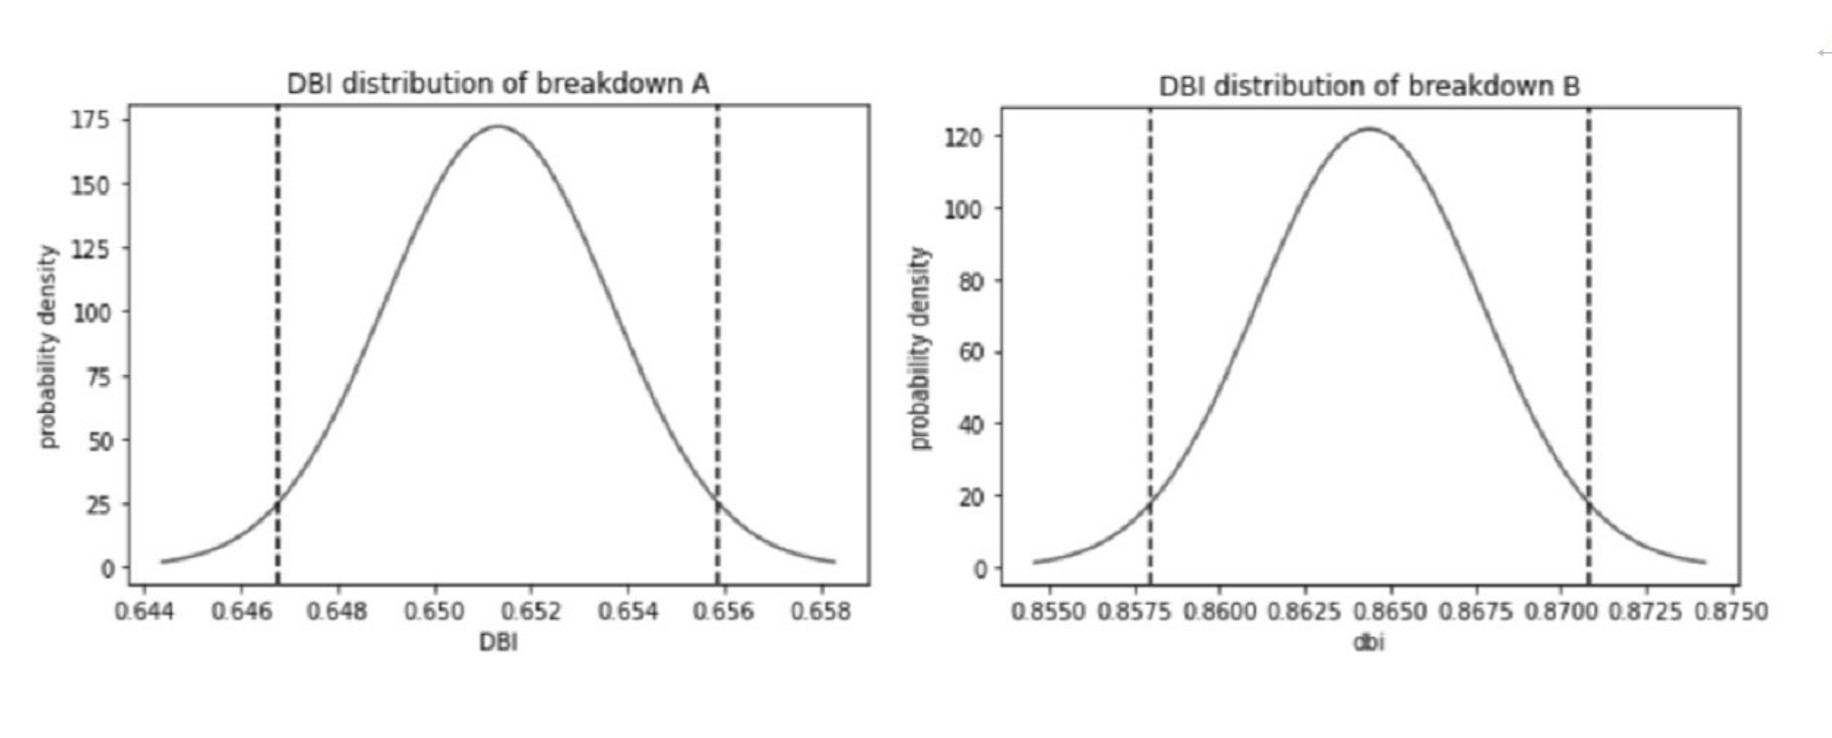 DBI distribution of breakdown A
175
150
125
100
75
50
25
0
probability density
0.644 0.646 0.648 0.650 0.652 0.654 0.656 0.658
DBI
DBI distribution of breakdown B
120
100
80
60
40
20
0
probability density
0.8550 0.8575 0.8600 0.8625 0.8650 0.8675 0.8700 0.8725 0.8750
dbi